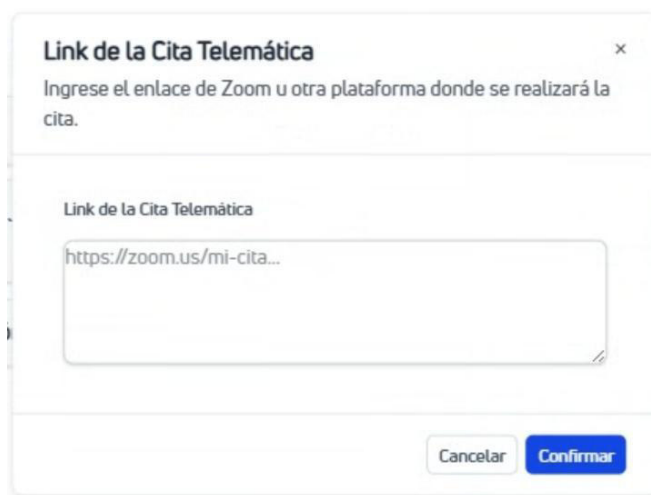 Link de la Cita Telemática
×
Ingrese el enlace de Zoom u otra plataforma donde se realizará la
cita.
Link de la Cita Telemática
https://zoom.us/mi-cita...
Cancelar
Confirmar